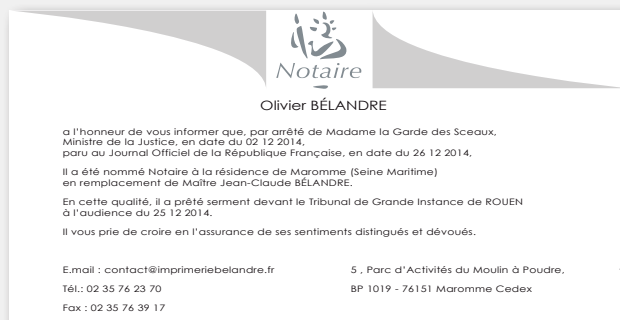 Notaire
Olivier BÉLANDRE
a l'honneur de vous informer que, par arrêté de Madame la Garde des Sceaux,
Ministre de la Justice, en date du 02 12 2014,
paru au Journal Officiel de la République Française, en date du 26 12 2014,
Il a été nommé Notaire à la résidence de Maromme (Seine Maritime)
en remplacement de Maître Jean-Claude BÉLANDRE.
En cette qualité, il a prêté serment devant le Tribunal de Grande Instance de ROUEN
à l'audience du 25 12 2014.
Il vous prie de croire en l'assurance de ses sentiments distingués et dévoués.
E.mail : contact@imprimeriebelandre.fr
5 , Parc d'Activités du Moulin à Poudre,
Tél.: 02 35 76 23 70
BP 1019 - 76151 Maromme Cedex
Fax : 02 35 76 39 17